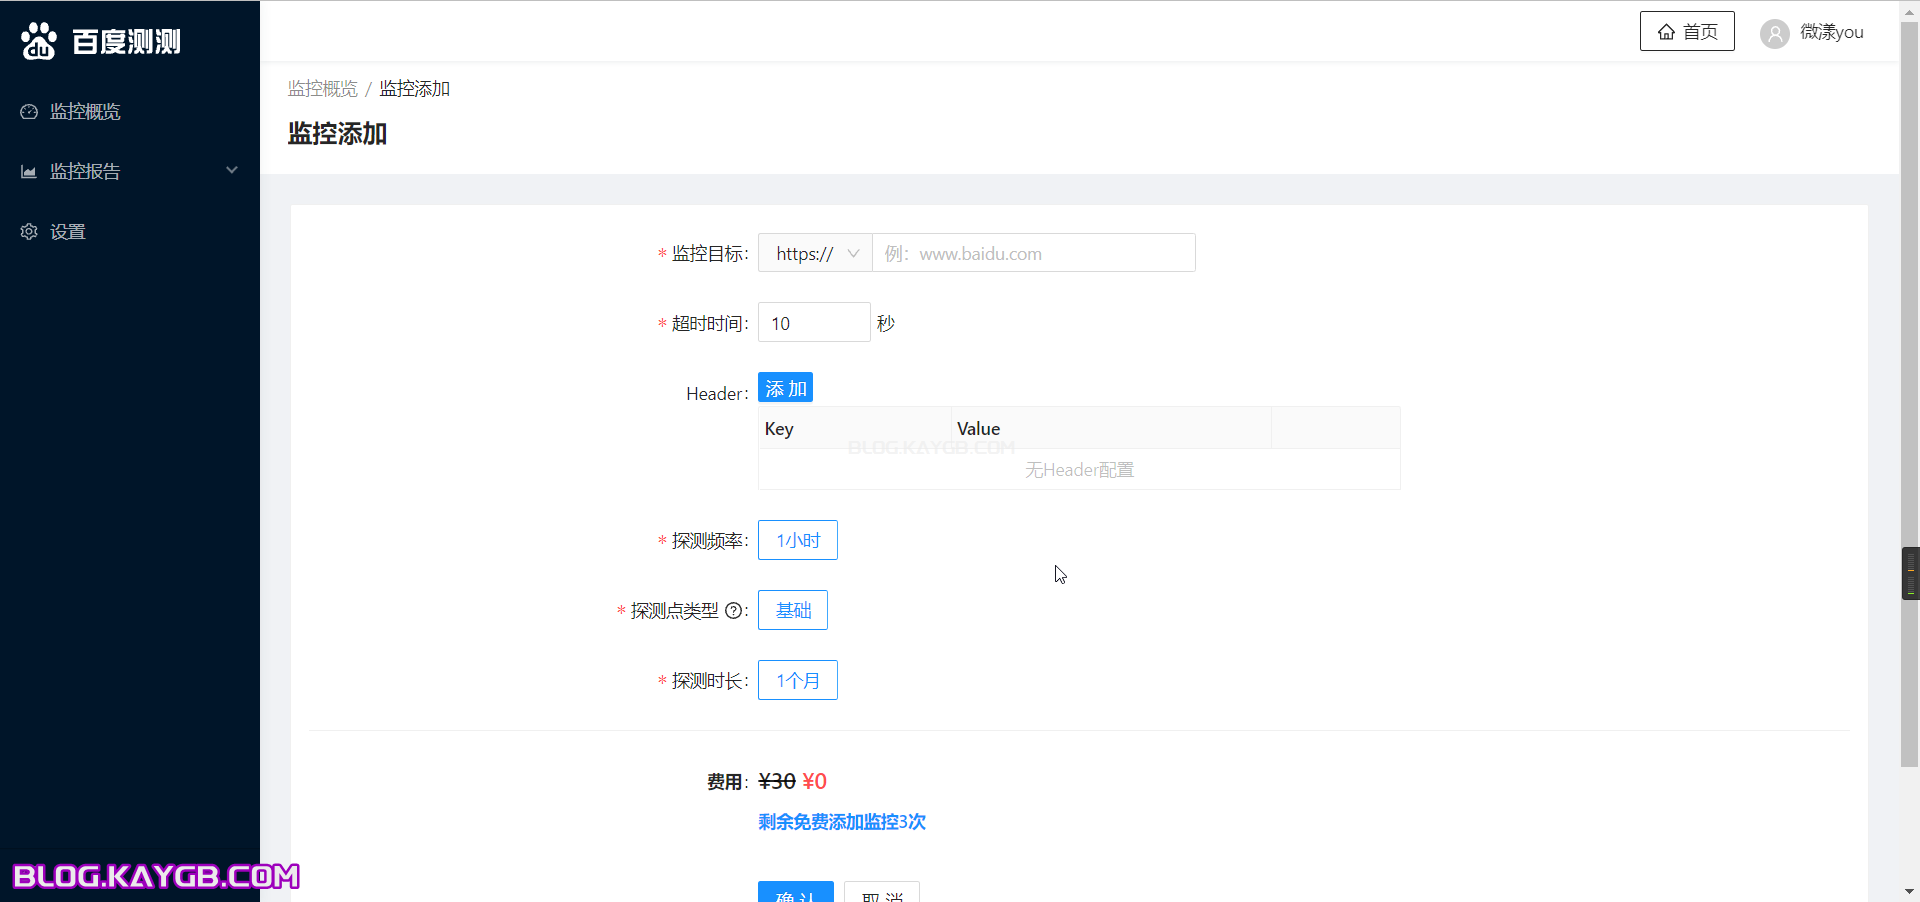 百度测测
首页
微漾you
监控概览
监控报告
设置
监控概览 / 监控添加
监控添加
* 监控目标: https:// 例：www.baidu.com
* 超时时间: 10 秒
Header: 添加
Key Value
BLOG.KAYGB.COM
无Header配置
* 探测频率: 1小时
* 探测点类型 ? : 基础
* 探测时长: 1个月
费用: ¥30 ¥0
剩余免费添加监控3次
确认 取消
BLOG.KAYGB.COM